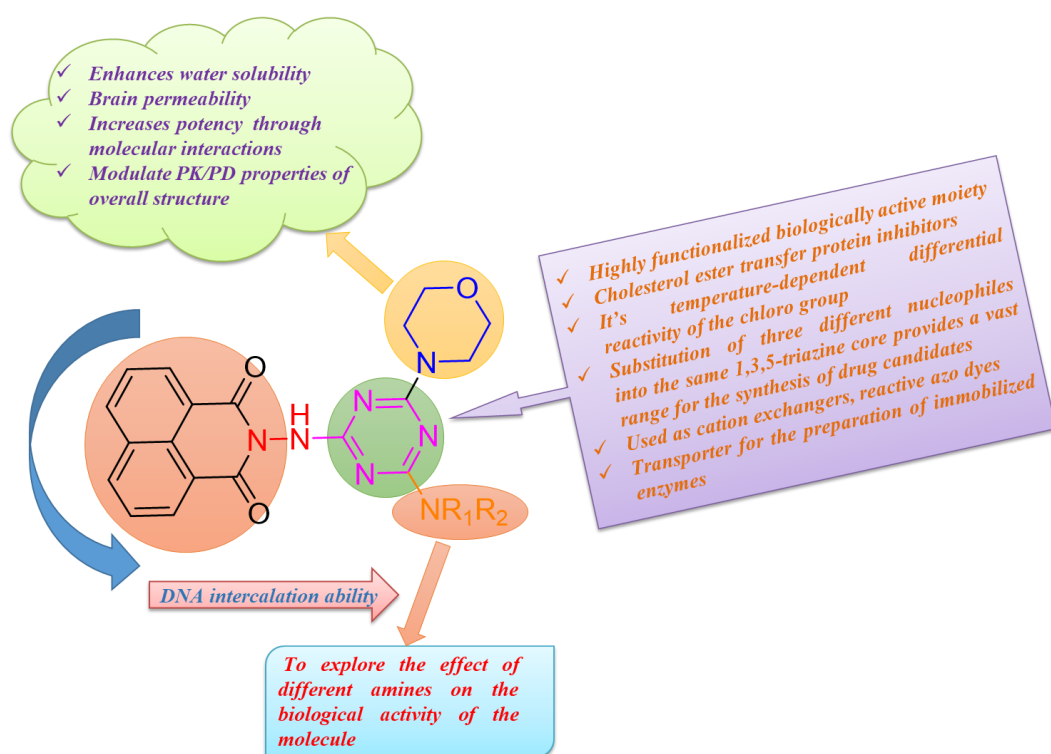 ✓ Enhances water solubility
✓ Brain permeability
✓ Increases potency through
molecular interactions
✓ Modulate PK/PD properties of
overall structure
✓ Highly functionalized biologically active moiety
✓ Cholesterol ester transfer protein inhibitors
✓ It's temperature-dependent differential
reactivity of the chloro group
✓ Substitution of three different nucleophiles
into the same 1,3,5-triazine core provides a vast
range for the synthesis of drug candidates
✓ Used as cation exchangers, reactive azo dyes
✓ Transporter for the preparation of immobilized
enzymes
O
N
O
N
O
H
N
N
N
N
NR₁R₂
DNA intercalation ability
To explore the effect of
different amines on the
biological activity of the
molecule